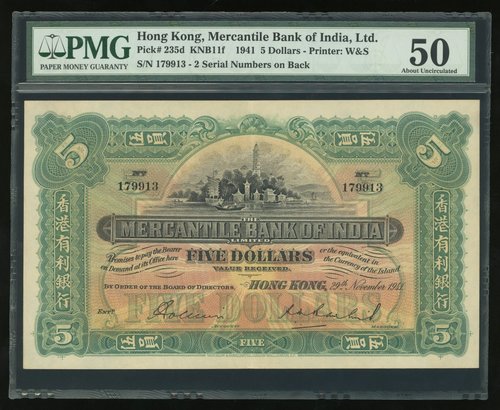 PMG
PAPER MONEY GUARANTY
Hong Kong, Mercantile Bank of India, Ltd.
Pick# 235d KNB11f 1941 5 Dollars - Printer: W&S
S/N 179913 - 2 Serial Numbers on Back
50
About Uncirculated
5 伍員 伍員 5
179913 179913
香港有利銀行
香港有利銀行
THE
MERCANTILE BANK OF INDIA
LIMITED
Promises to pay the Bearer
on Demand at its Office here
FIVE DOLLARS
VALUE RECEIVED.
or the equivalent in
the Currency of the Island.
BY ORDER OF THE BOARD OF DIRECTORS,
HONG KONG, 29th November 1941.
FIVE DOLLARS
ENTD.
5 伍員 FIVE 伍員 5